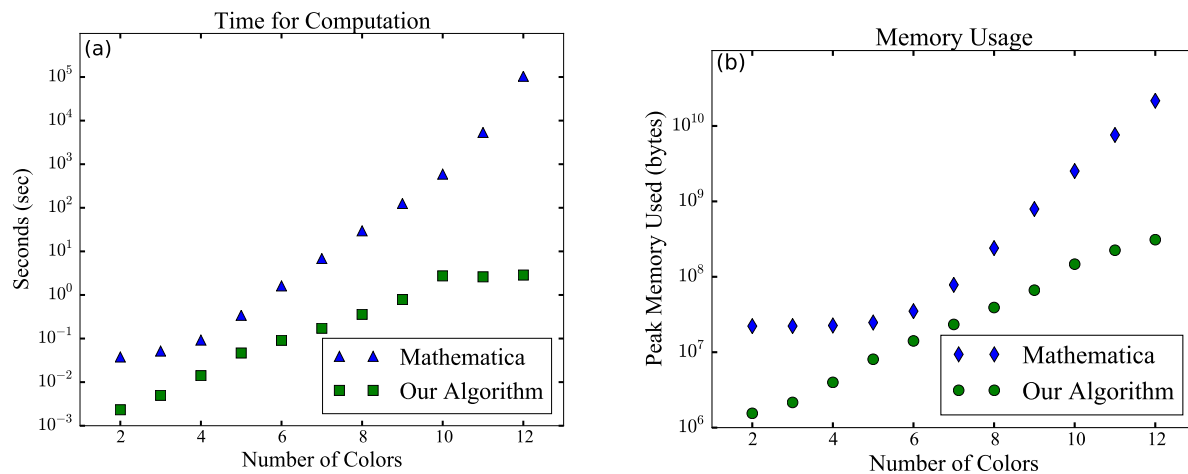 Time for Computation
(a)
10^5
10^4
10^3
10^2
10^1
10^0
10^-1
10^-2
10^-3
Seconds (sec)
2 4 6 8 10 12
Number of Colors
Mathematica
Our Algorithm
Memory Usage
(b)
10^10
10^9
10^8
10^7
10^6
Peak Memory Used (bytes)
2 4 6 8 10 12
Number of Colors
Mathematica
Our Algorithm